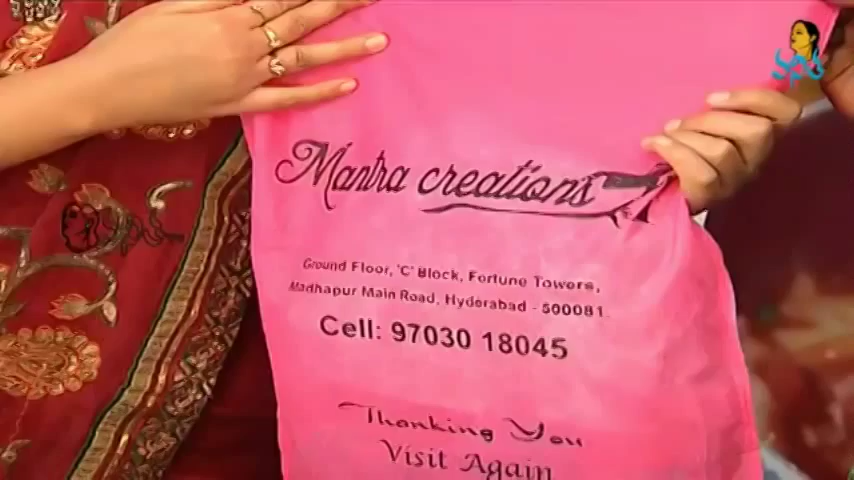 Mantra creations
Ground Floor, 'C' Block, Fortune Towers,
Madhapur Main Road, Hyderabad - 500081.
Cell: 97030 18045
Thanking You
Visit Again